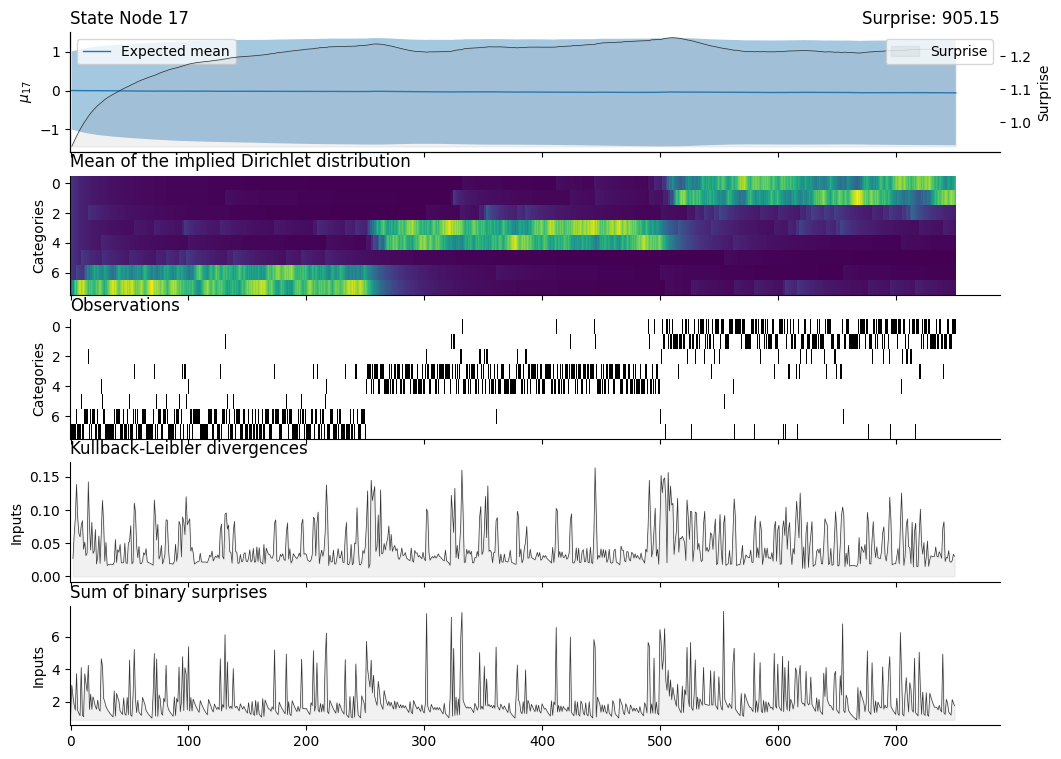 State Node 17 Surprise: 905.15
Expected mean
Surprise
μ17
1
0
−1
1.2
1.1
1.0
Surprise
Mean of the implied Dirichlet distribution
Categories
0
2
4
6
Observations
Categories
0
2
4
6
Kullback-Leibler divergences
Inputs
0.15
0.10
0.05
0.00
Sum of binary surprises
Inputs
6
4
2
0 100 200 300 400 500 600 700